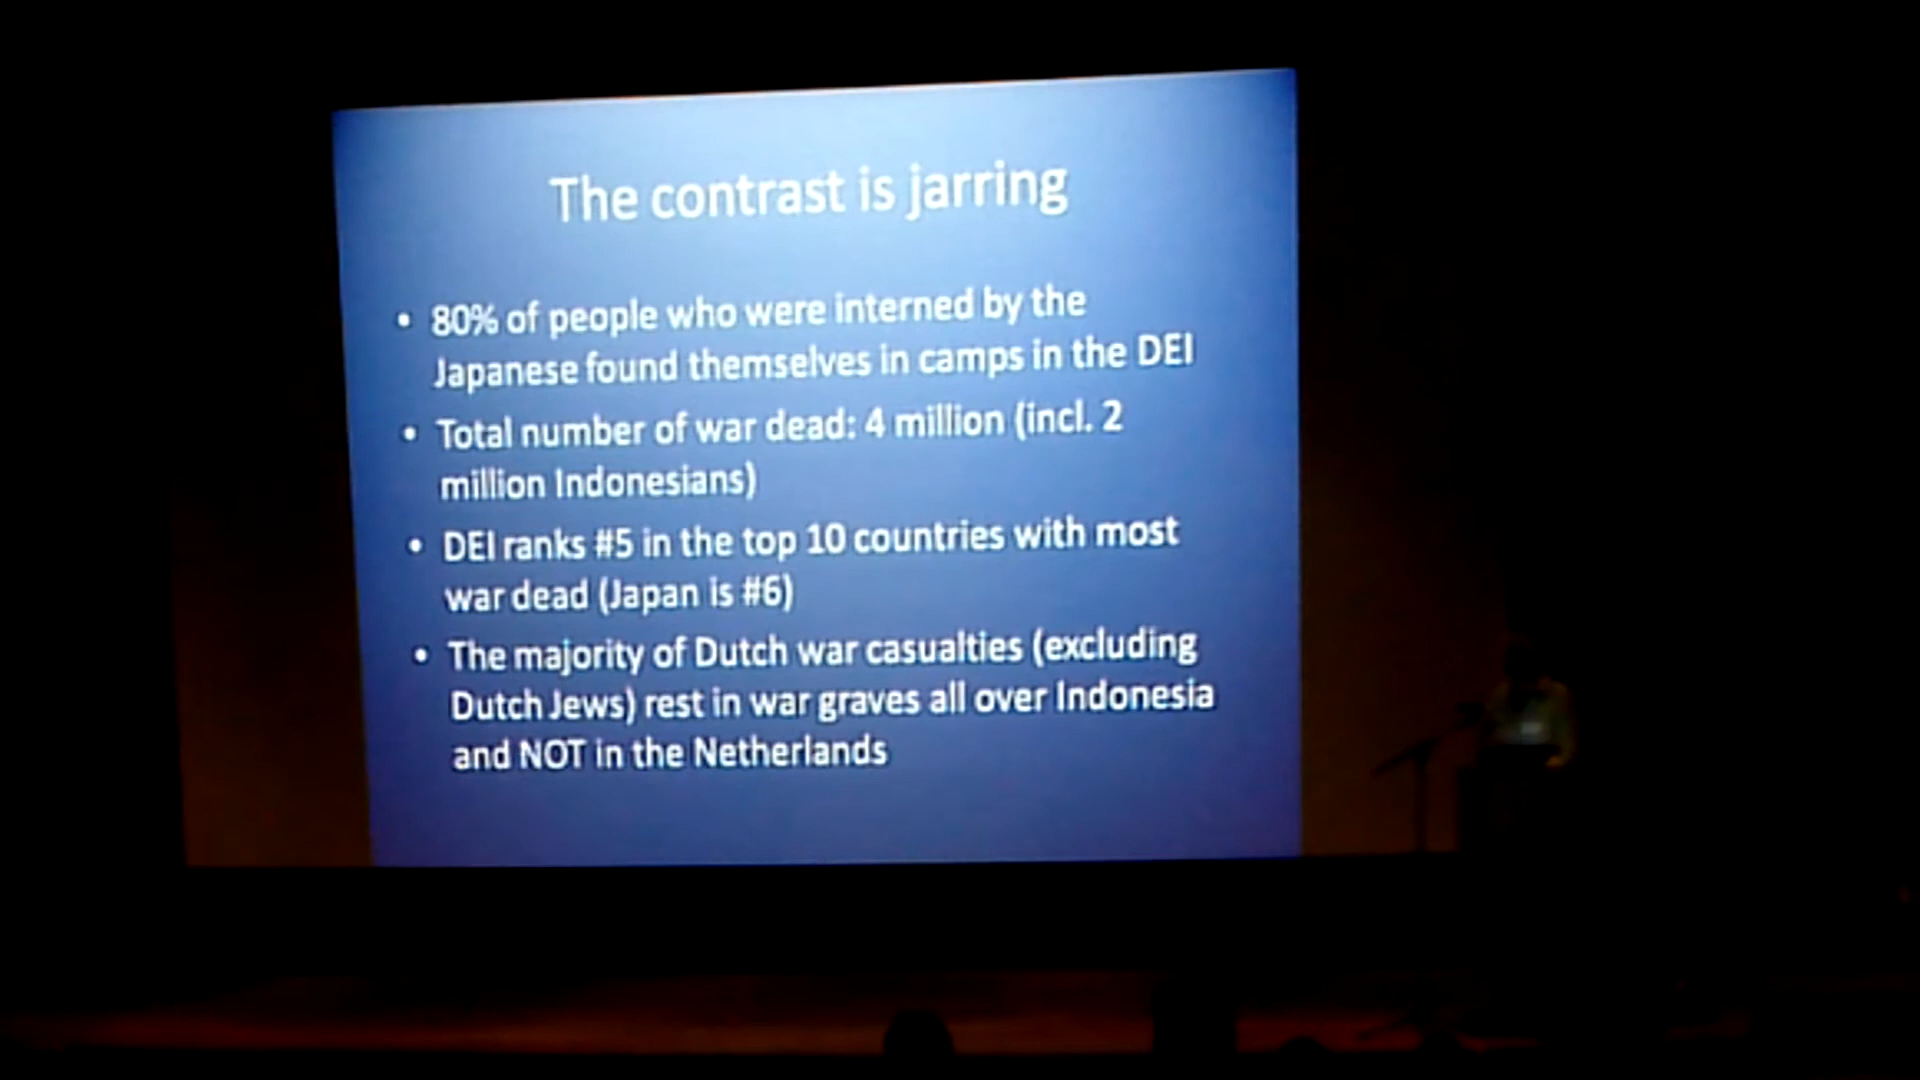 The contrast is jarring
• 80% of people who were interned by the
Japanese found themselves in camps in the DEI
• Total number of war dead: 4 million (incl. 2
million Indonesians)
• DEI ranks #5 in the top 10 countries with most
war dead (Japan is #6)
• The majority of Dutch war casualties (excluding
Dutch Jews) rest in war graves all over Indonesia
and NOT in the Netherlands